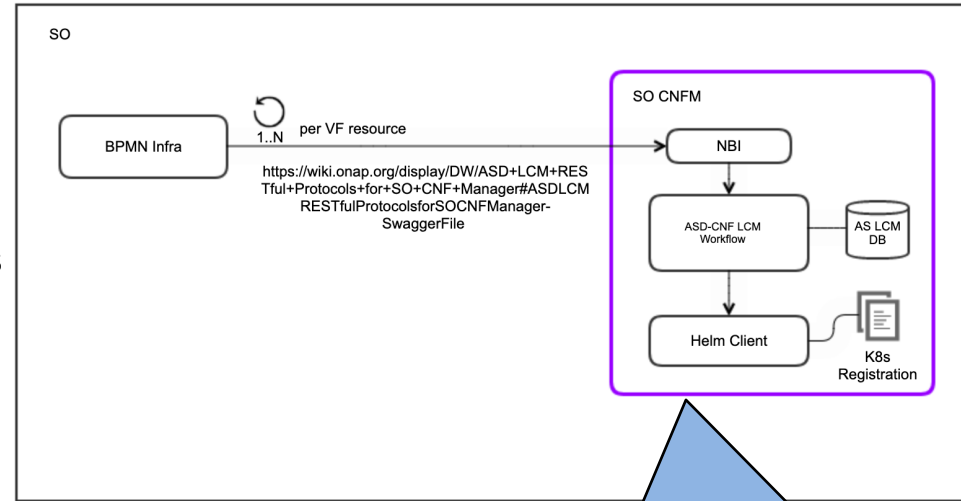 SO
SO CNFM
BPMN Infra
1..N
per VF resource
NBI
https://wiki.onap.org/display/DW/ASD+LCM+RES
Tful+Protocols+for+SO+CNF+Manager#ASDLCM
RESTfulProtocolsforSOCNFManager-
SwaggerFile
ASD-CNF LCM
Workflow
AS LCM
DB
Helm Client
K8s
Registration